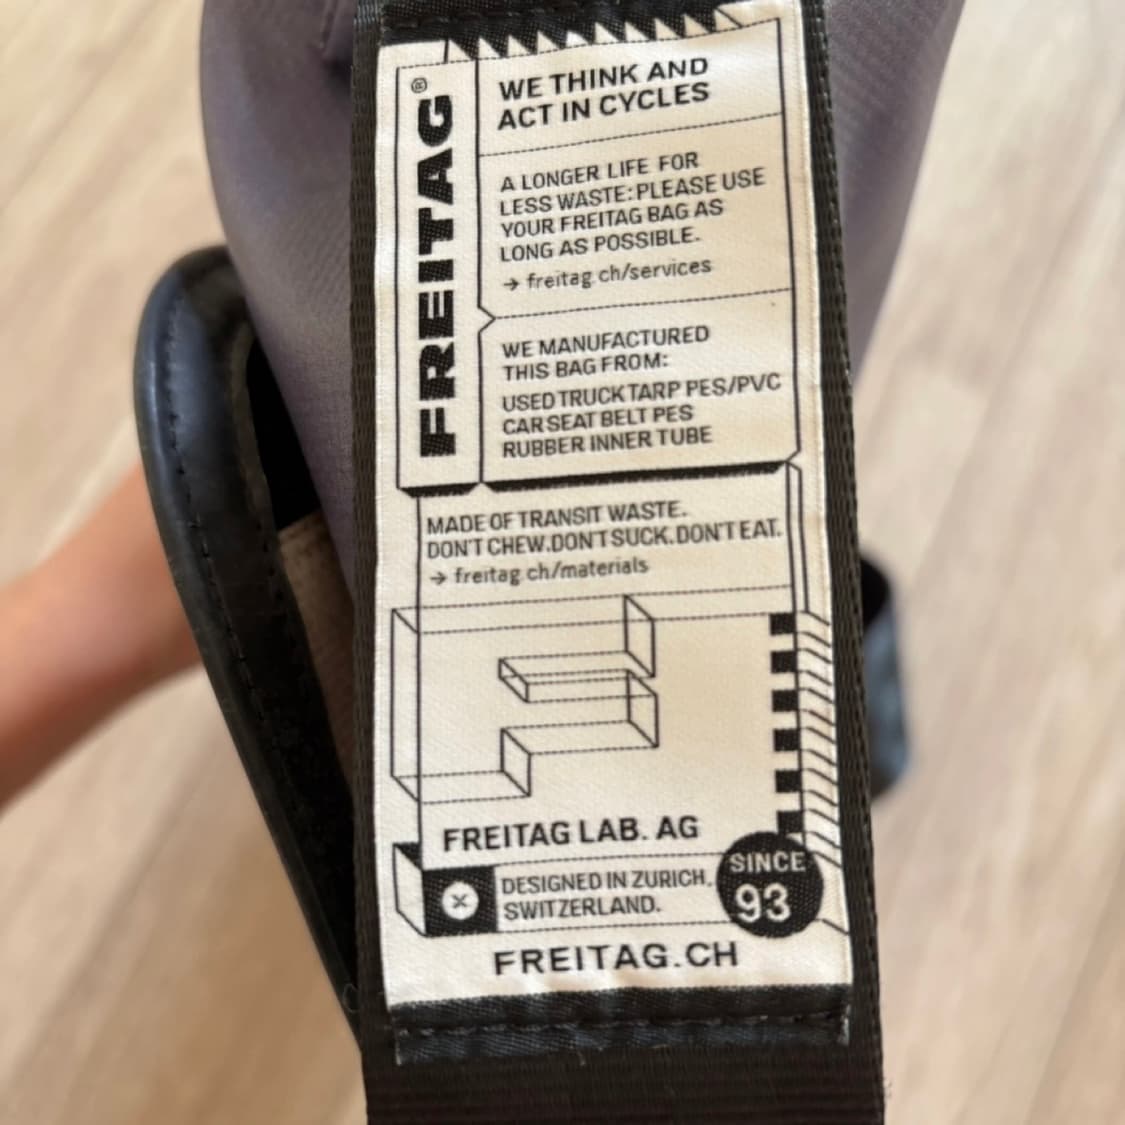 FREITAG®
WE THINK AND
ACT IN CYCLES
A LONGER LIFE FOR
LESS WASTE: PLEASE USE
YOUR FREITAG BAG AS
LONG AS POSSIBLE.
→ freitag.ch/services
WE MANUFACTURED
THIS BAG FROM:
USED TRUCK TARP PES/PVC
CAR SEAT BELT PES
RUBBER INNER TUBE
MADE OF TRANSIT WASTE.
DON'T CHEW. DON'T SUCK. DON'T EAT.
→ freitag.ch/materials
F
FREITAG LAB. AG
DESIGNED IN ZURICH,
SWITZERLAND.
SINCE
93
FREITAG.CH